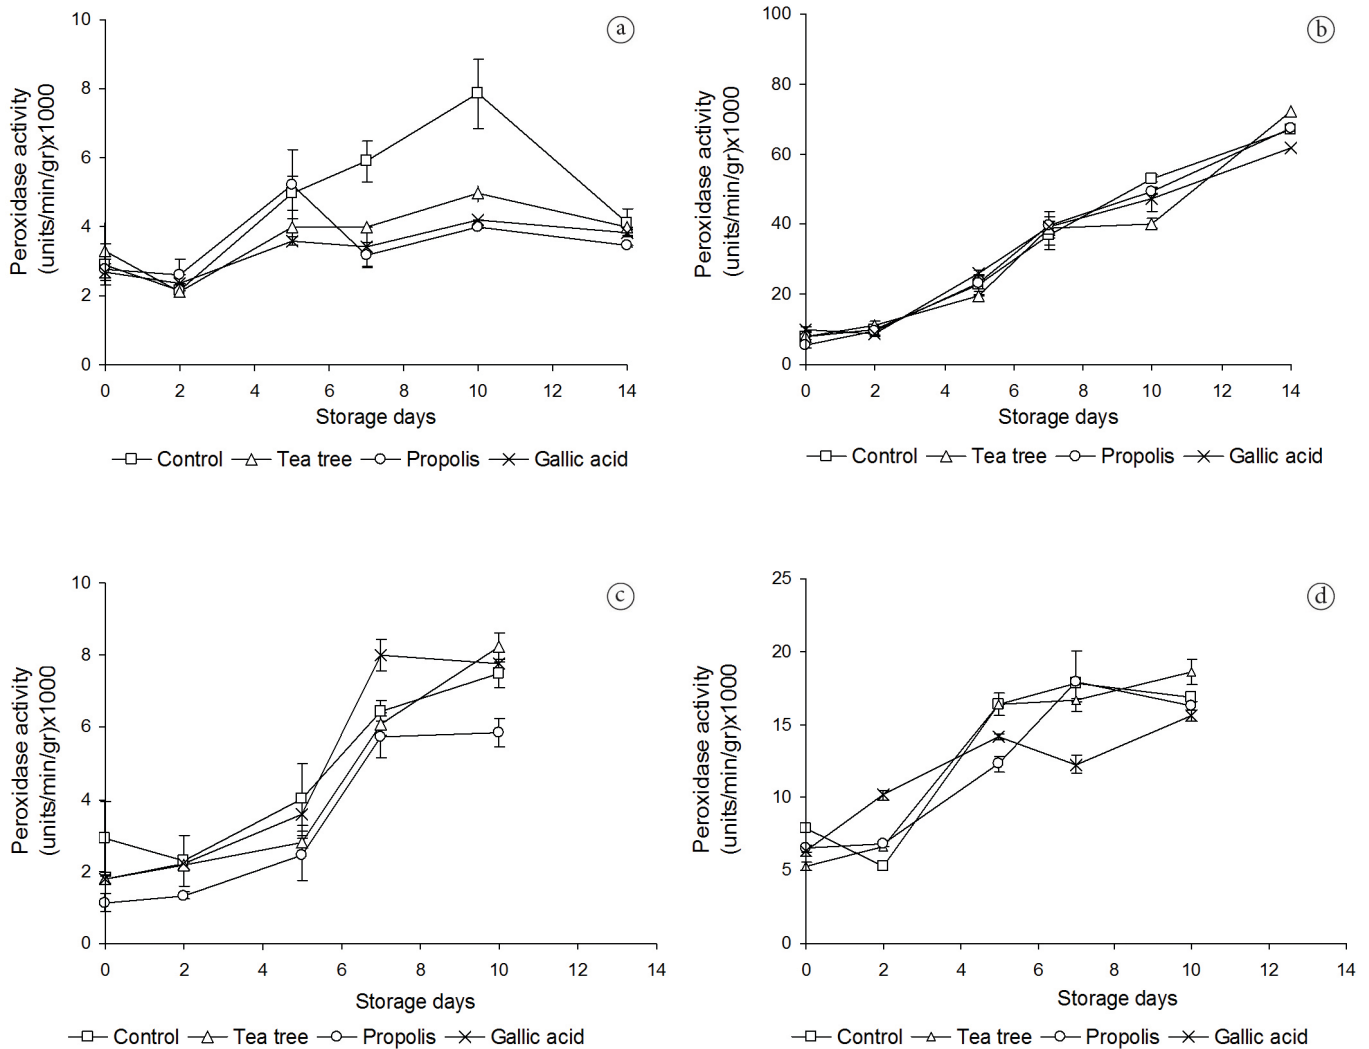 a
10
8
6
4
2
0
Peroxidase activity
(units/min/gr)x1000
0 2 4 6 8 10 12 14
Storage days
Control Tea tree Propolis Gallic acid
b
100
80
60
40
20
0
Peroxidase activity
(units/min/gr)x1000
0 2 4 6 8 10 12 14
Storage days
Control Tea tree Propolis Gallic acid
c
10
8
6
4
2
0
Peroxidase activity
(units/min/gr)x1000
0 2 4 6 8 10 12 14
Storage days
Control Tea tree Propolis Gallic acid
d
25
20
15
10
5
0
Peroxidase activity
(units/min/gr)x1000
0 2 4 6 8 10 12 14
Storage days
Control Tea tree Propolis Gallic acid